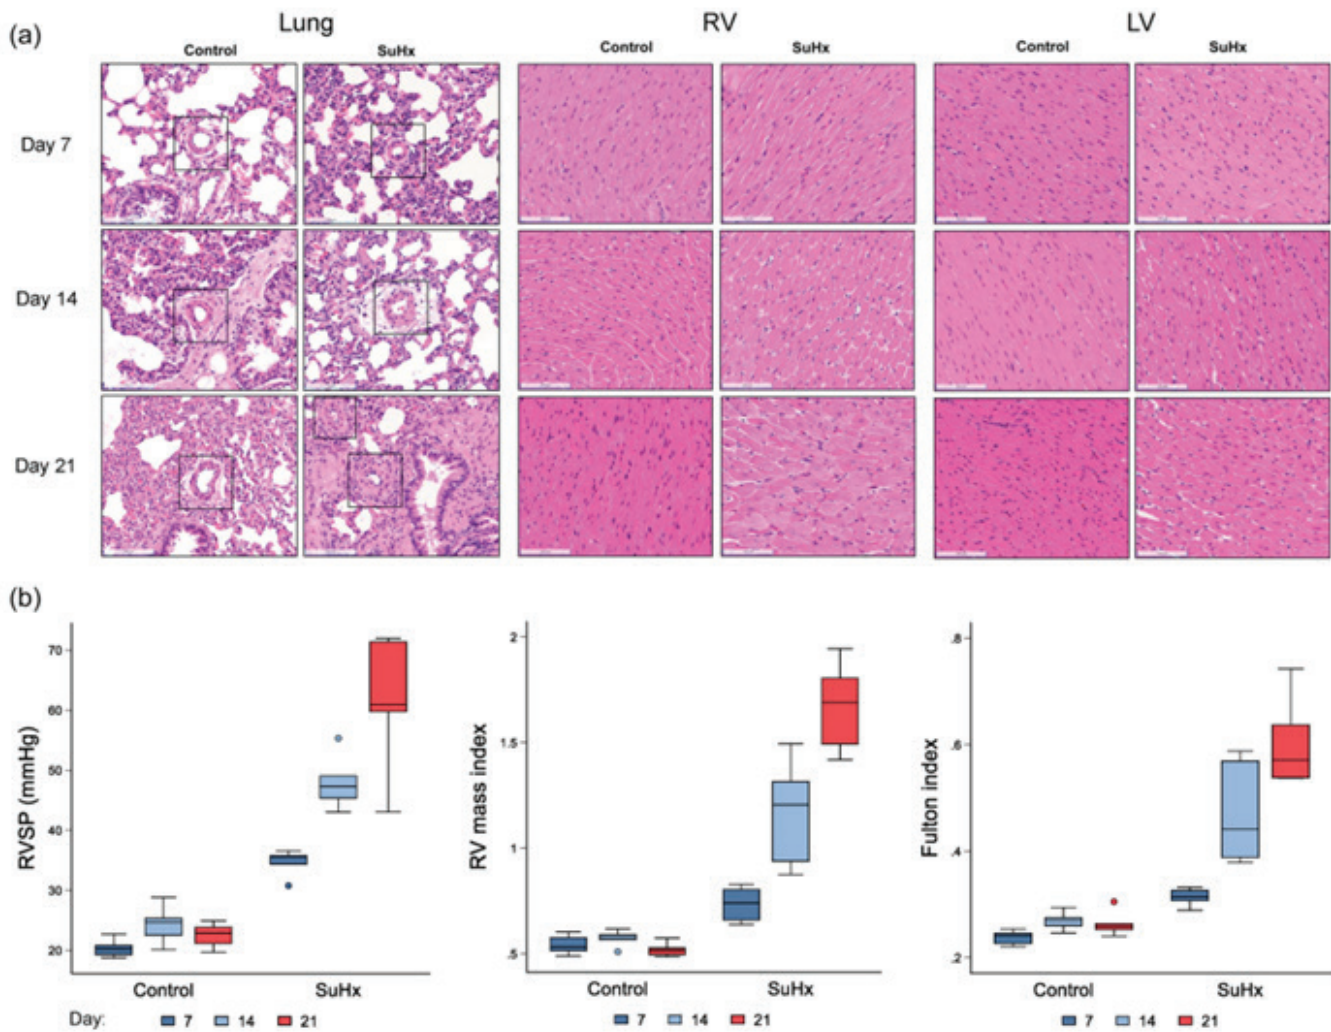 Lung RV LV
(a)
Control SuHx Control SuHx Control SuHx
Day 7
Day 14
Day 21
(b)
RVSP (mmHg)
70
60
50
40
30
20
Control SuHx
RV mass index
2
1.5
1
.5
Control SuHx
Fulton index
.8
.6
.4
.2
Control SuHx
Day: 7 14 21
7 14 21
7 14 21